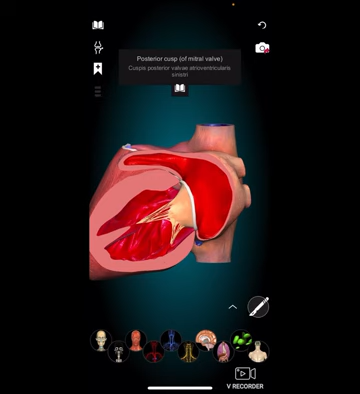 Posterior cusp (of mitral valve)
Cuspis posterior valvae atrioventricularis
sinistri
V RECORDER